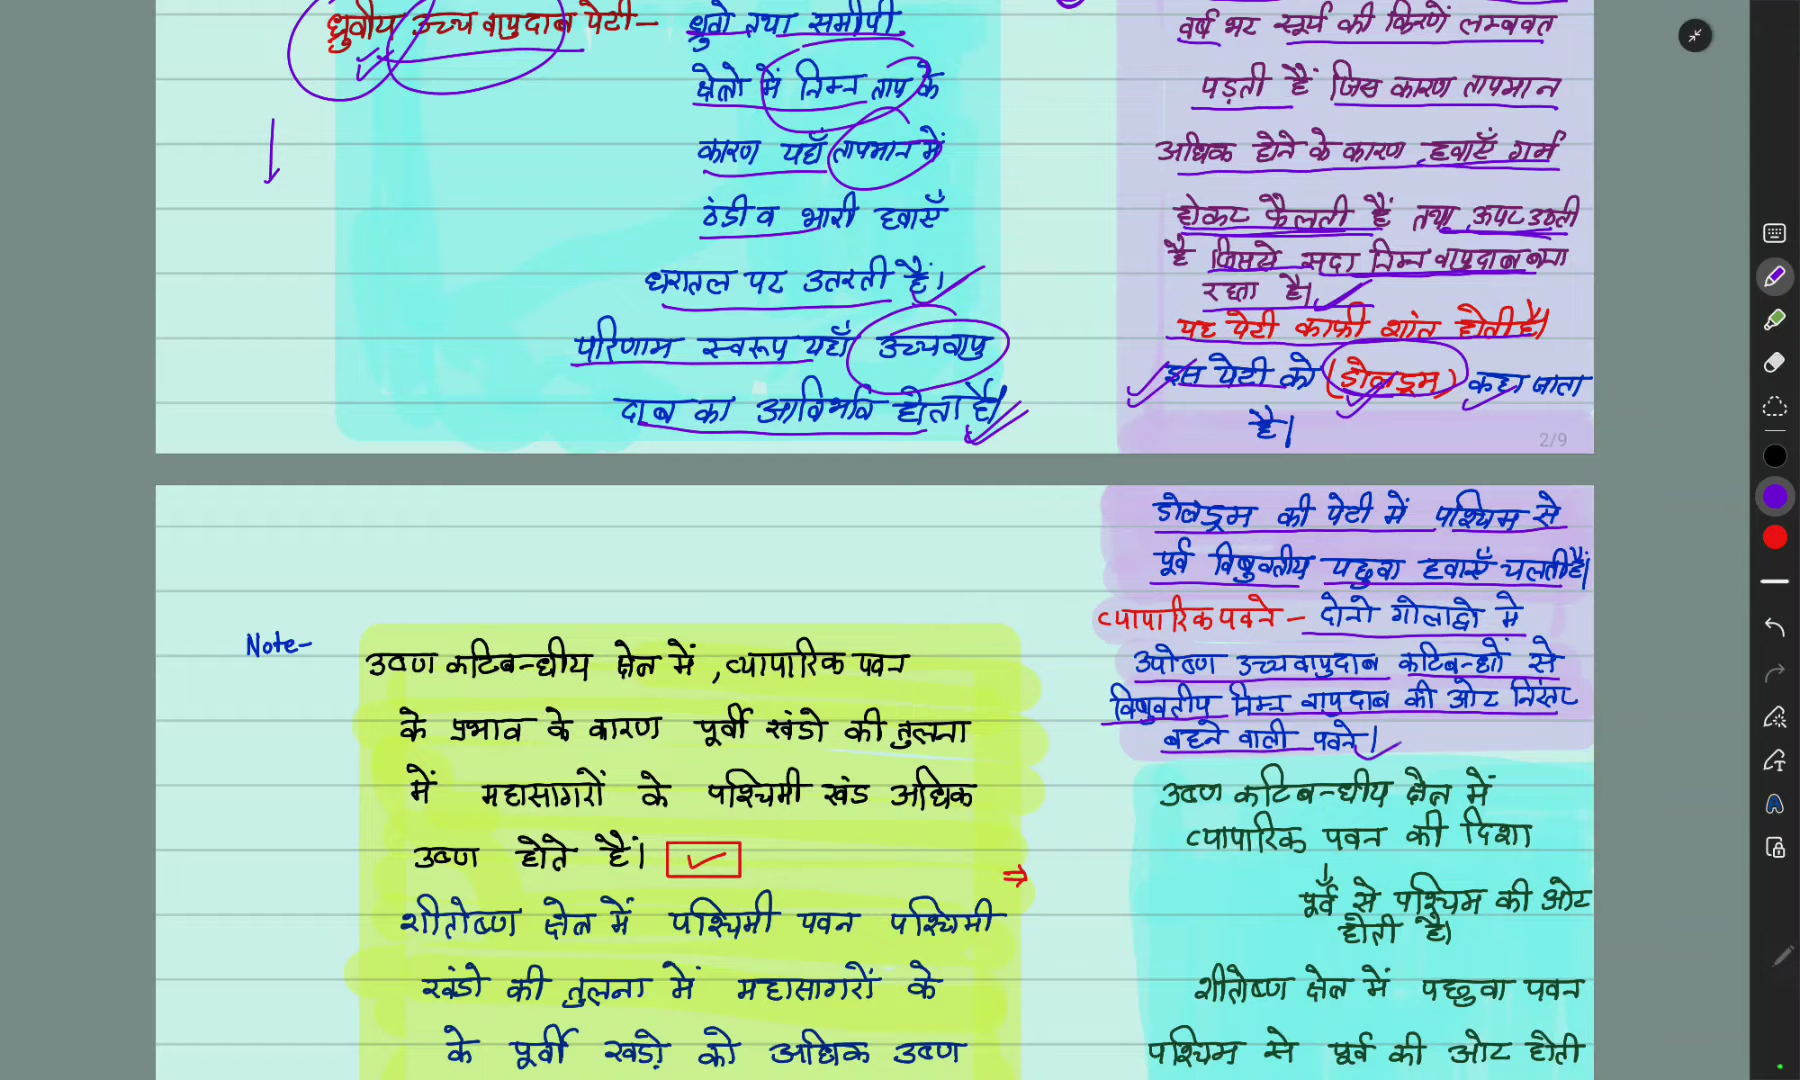 ध्रुवीय उच्च वायुदाब पेटी– ध्रुवो तथा समीपी
क्षेत्रो में निम्न ताप के
कारण यहाँ तापमान में
ठंडी व भारी हवाएँ
धरातल पर उतरती हैं।
परिणाम स्वरूप यहाँ उच्चवायु
दाब का आविर्भाव होता है।
वर्ष भर सूर्य की किरणें लम्बवत
पड़ती हैं जिस कारण तापमान
अधिक होने के कारण हवाएँ गर्म
होकर फैलती हैं तथा ऊपर उठती
है जिससे सदा निम्न वायुदाब बना
रहता है।
यह पेटी काफी शांत होती है।
इस पेटी को (डोलड्रम) कहा जाता
है।
2/9
Note-
उष्ण कटिबन्धीय क्षेत्र में, व्यापारिक पवन
के प्रभाव के कारण पूर्वी खंडो की तुलना
में महासागरों के पश्चिमी खंड अधिक
उष्ण होते हैं।
शीतोष्ण क्षेत्र में पश्चिमी पवन पश्चिमी
खंडो की तुलना में महासागरों के
के पूर्वी खंडो को अधिक उष्ण
डोलड्रम की पेटी में पश्चिम से
पूर्व विषुवतीय पछुवा हवाएँ चलती हैं।
व्यापारिक पवने – दोनो गोलार्द्धो में
उपोष्ण उच्चवायुदाब कटिबन्धों से
विषुवतीय निम्न वायुदाब की ओर निरंतर
बहने वाली पवने।
उष्ण कटिबन्धीय क्षेत्र में
व्यापारिक पवन की दिशा
पूर्व से पश्चिम की ओर
होती है।
शीतोष्ण क्षेत्र में पछुवा पवन
पश्चिम से पूर्व की ओर होती